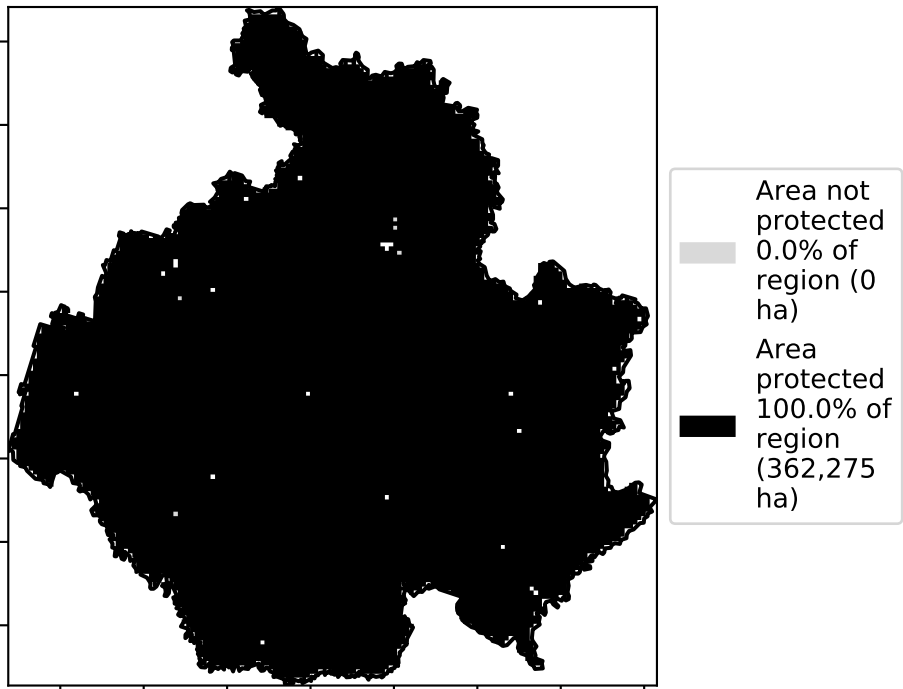 Area not
protected
0.0% of
region (0
ha)
Area
protected
100.0% of
region
(362,275
ha)